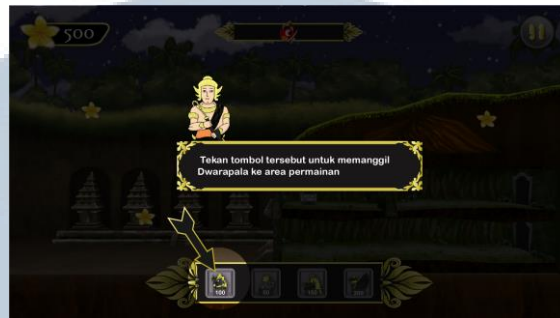 500
Tekan tombol tersebut untuk memanggil
Dwarapala ke area permainan
100